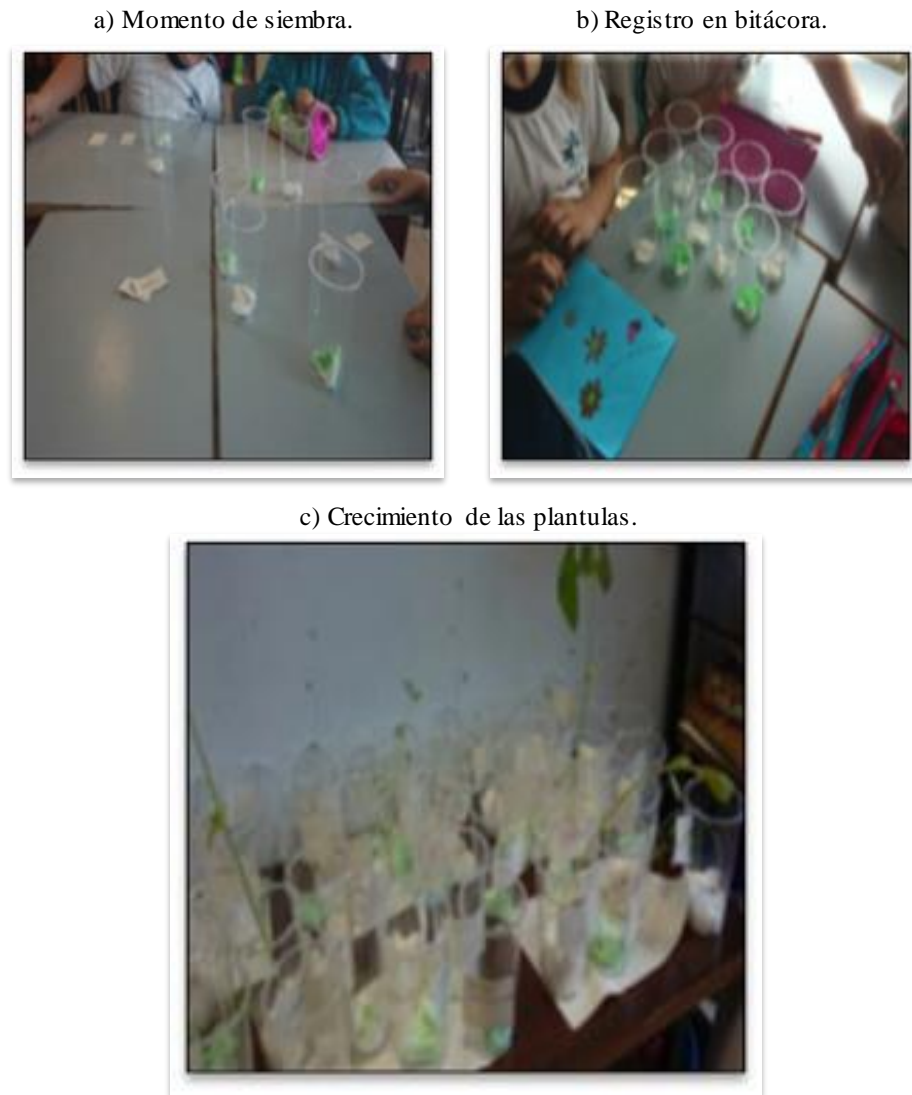 a) Momento de siembra.
b) Registro en bitácora.
c) Crecimiento de las plantulas.